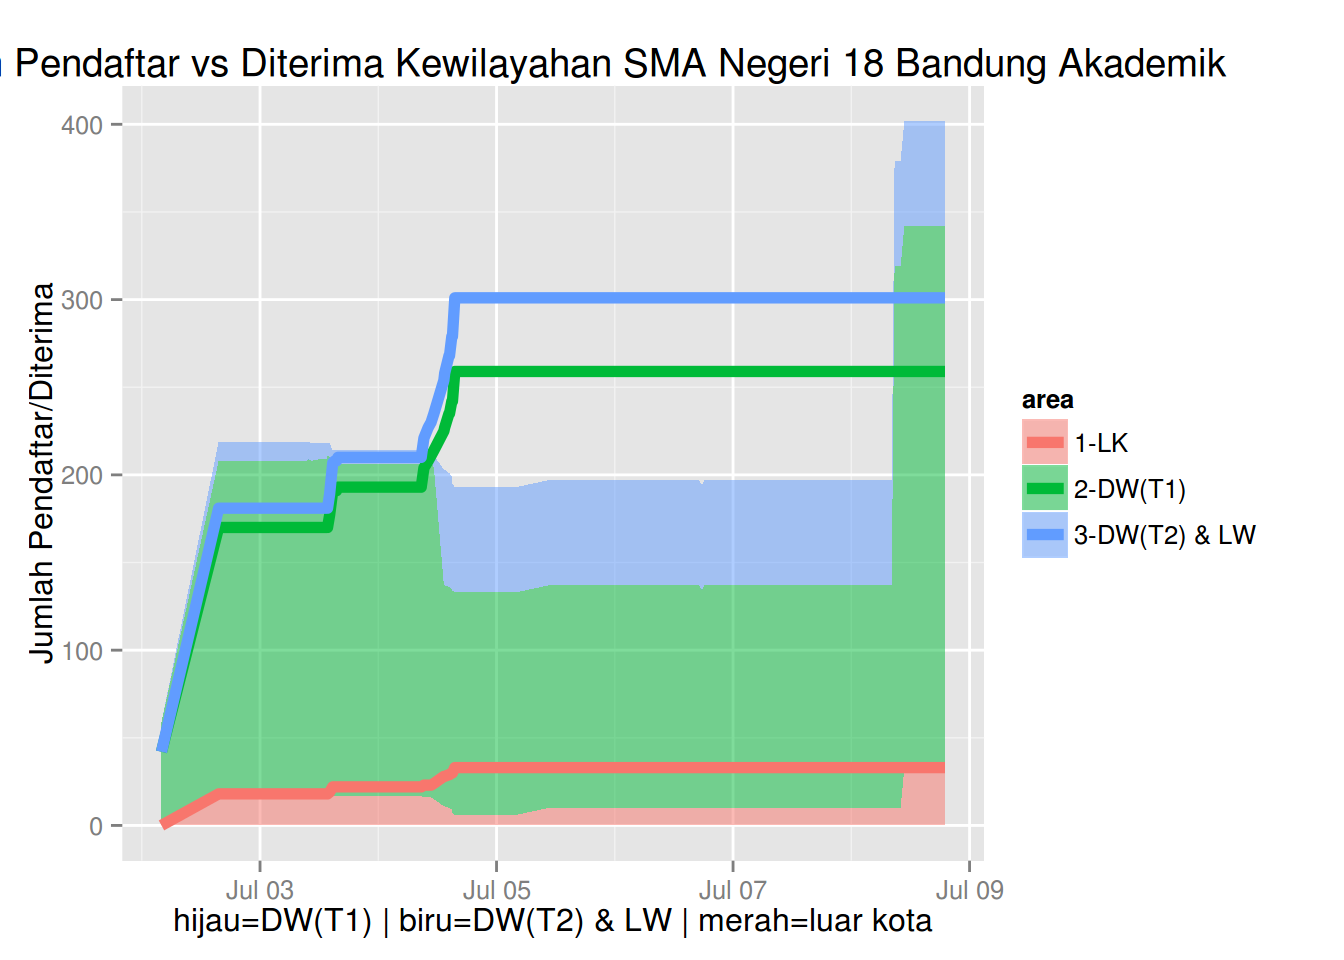 Pendaftar vs Diterima Kewilayahan SMA Negeri 18 Bandung Akademik
400
300
200
100
0
Jumlah Pendaftar/Diterima
Jul 03
Jul 05
Jul 07
Jul 09
hijau=DW(T1) | biru=DW(T2) & LW | merah=luar kota
area
1-LK
2-DW(T1)
3-DW(T2) & LW